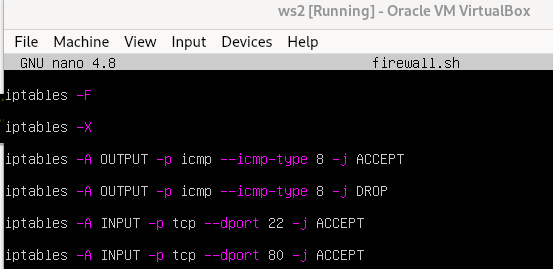 ws2 [Running] - Oracle VM VirtualBox
File Machine View Input Devices Help
GNU nano 4.8 firewall.sh
iptables -F
iptables -X
iptables -A OUTPUT -p icmp --icmp-type 8 -j ACCEPT
iptables -A OUTPUT -p icmp --icmp-type 8 -j DROP
iptables -A INPUT -p tcp --dport 22 -j ACCEPT
iptables -A INPUT -p tcp --dport 80 -j ACCEPT